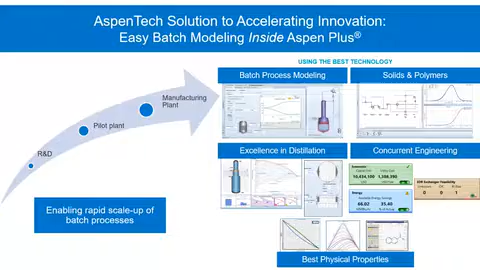 AspenTech Solution to Accelerating Innovation:
Easy Batch Modeling Inside Aspen Plus®
USING THE BEST TECHNOLOGY
Batch Process Modeling
Solids & Polymers
Manufacturing
Plant
Pilot plant
R&D
Excellence in Distillation
Concurrent Engineering
Enabling rapid scale-up of
batch processes
Best Physical Properties